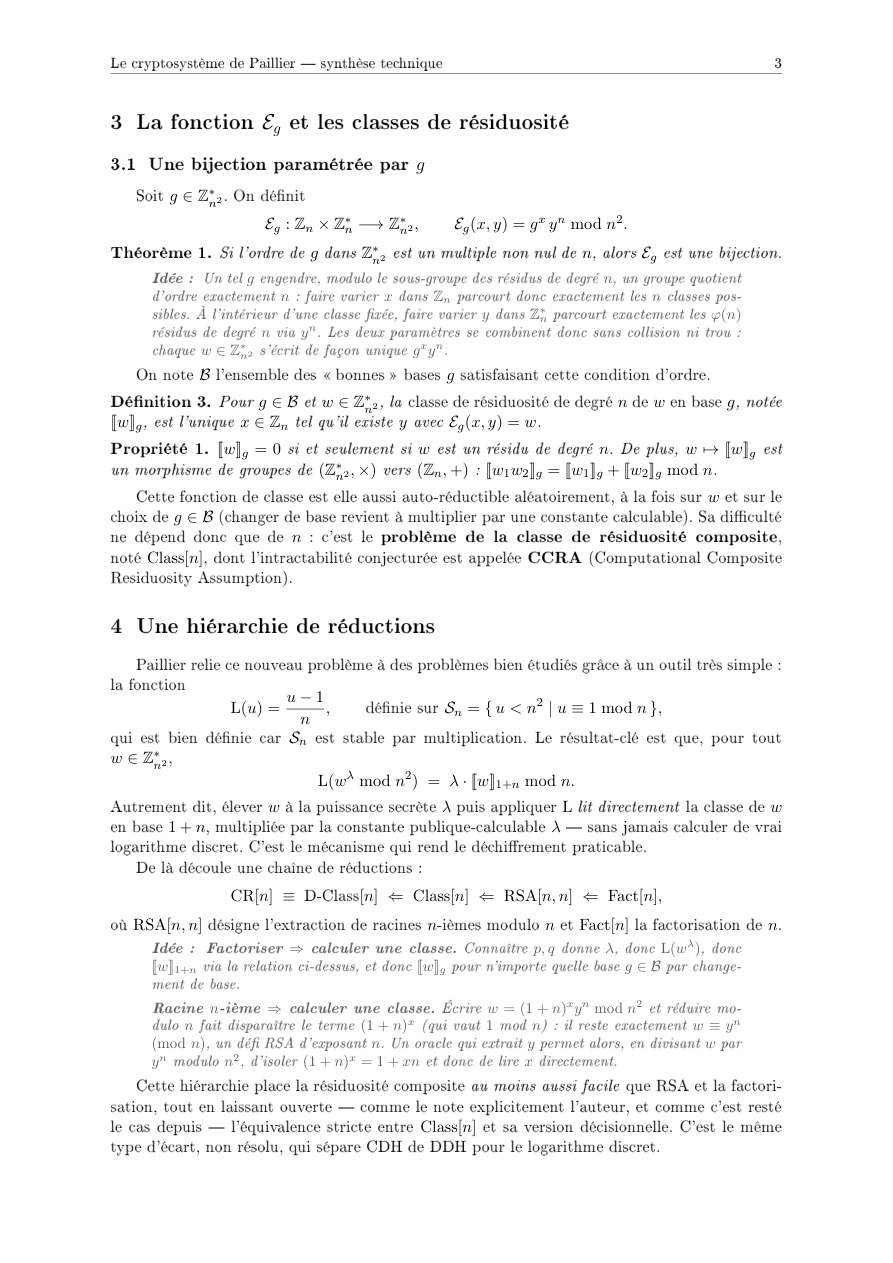 Le cryptosystème de Paillier — synthèse technique 3
3 La fonction ℰg et les classes de résiduosité
3.1 Une bijection paramétrée par g
Soit g ∈ ℤ*ₙ². On définit
ℰg : ℤₙ × ℤ*ₙ ⟶ ℤ*ₙ², ℰg(x, y) = gˣ yⁿ mod n².
Théorème 1. Si l'ordre de g dans ℤ*ₙ² est un multiple non nul de n, alors ℰg est une bijection.
Idée : Un tel g engendre, modulo le sous-groupe des résidus de degré n, un groupe quotient
d'ordre exactement n : faire varier x dans ℤₙ parcourt donc exactement les n classes pos-
sibles. À l'intérieur d'une classe fixée, faire varier y dans ℤ*ₙ parcourt exactement les φ(n)
résidus de degré n via yⁿ. Les deux paramètres se combinent donc sans collision ni trou :
chaque w ∈ ℤ*ₙ² s'écrit de façon unique gˣyⁿ.
On note ℬ l'ensemble des « bonnes » bases g satisfaisant cette condition d'ordre.
Définition 3. Pour g ∈ ℬ et w ∈ ℤ*ₙ², la classe de résiduosité de degré n de w en base g, notée
⟦w⟧g, est l'unique x ∈ ℤₙ tel qu'il existe y avec ℰg(x, y) = w.
Propriété 1. ⟦w⟧g = 0 si et seulement si w est un résidu de degré n. De plus, w ↦ ⟦w⟧g est
un morphisme de groupes de (ℤ*ₙ², ×) vers (ℤₙ, +) : ⟦w₁w₂⟧g = ⟦w₁⟧g + ⟦w₂⟧g mod n.
Cette fonction de classe est elle aussi auto-réductible aléatoirement, à la fois sur w et sur le
choix de g ∈ ℬ (changer de base revient à multiplier par une constante calculable). Sa difficulté
ne dépend donc que de n : c'est le problème de la classe de résiduosité composite,
noté Class[n], dont l'intractabilité conjecturée est appelée CCRA (Computational Composite
Residuosity Assumption).
4 Une hiérarchie de réductions
Paillier relie ce nouveau problème à des problèmes bien étudiés grâce à un outil très simple :
la fonction
L(u) = (u − 1)/n, définie sur 𝒮ₙ = { u < n² | u ≡ 1 mod n },
qui est bien définie car 𝒮ₙ est stable par multiplication. Le résultat-clé est que, pour tout
w ∈ ℤ*ₙ²,
L(w^λ mod n²) = λ · ⟦w⟧₁₊ₙ mod n.
Autrement dit, élever w à la puissance secrète λ puis appliquer L lit directement la classe de w
en base 1 + n, multipliée par la constante publique-calculable λ — sans jamais calculer de vrai
logarithme discret. C'est le mécanisme qui rend le déchiffrement praticable.
De là découle une chaîne de réductions :
CR[n] ≡ D-Class[n] ⇐ Class[n] ⇐ RSA[n, n] ⇐ Fact[n],
où RSA[n, n] désigne l'extraction de racines n-ièmes modulo n et Fact[n] la factorisation de n.
Idée : Factoriser ⇒ calculer une classe. Connaître p, q donne λ, donc L(w^λ), donc
⟦w⟧₁₊ₙ via la relation ci-dessus, et donc ⟦w⟧g pour n'importe quelle base g ∈ ℬ par change-
ment de base.
Racine n-ième ⇒ calculer une classe. Écrire w = (1 + n)ˣyⁿ mod n² et réduire mo-
dulo n fait disparaître le terme (1 + n)ˣ (qui vaut 1 mod n) : il reste exactement w ≡ yⁿ
(mod n), un défi RSA d'exposant n. Un oracle qui extrait y permet alors, en divisant w par
yⁿ modulo n², d'isoler (1 + n)ˣ = 1 + xn et donc de lire x directement.
Cette hiérarchie place la résiduosité composite au moins aussi facile que RSA et la factori-
sation, tout en laissant ouverte — comme le note explicitement l'auteur, et comme c'est resté
le cas depuis — l'équivalence stricte entre Class[n] et sa version décisionnelle. C'est le même
type d'écart, non résolu, qui sépare CDH de DDH pour le logarithme discret.